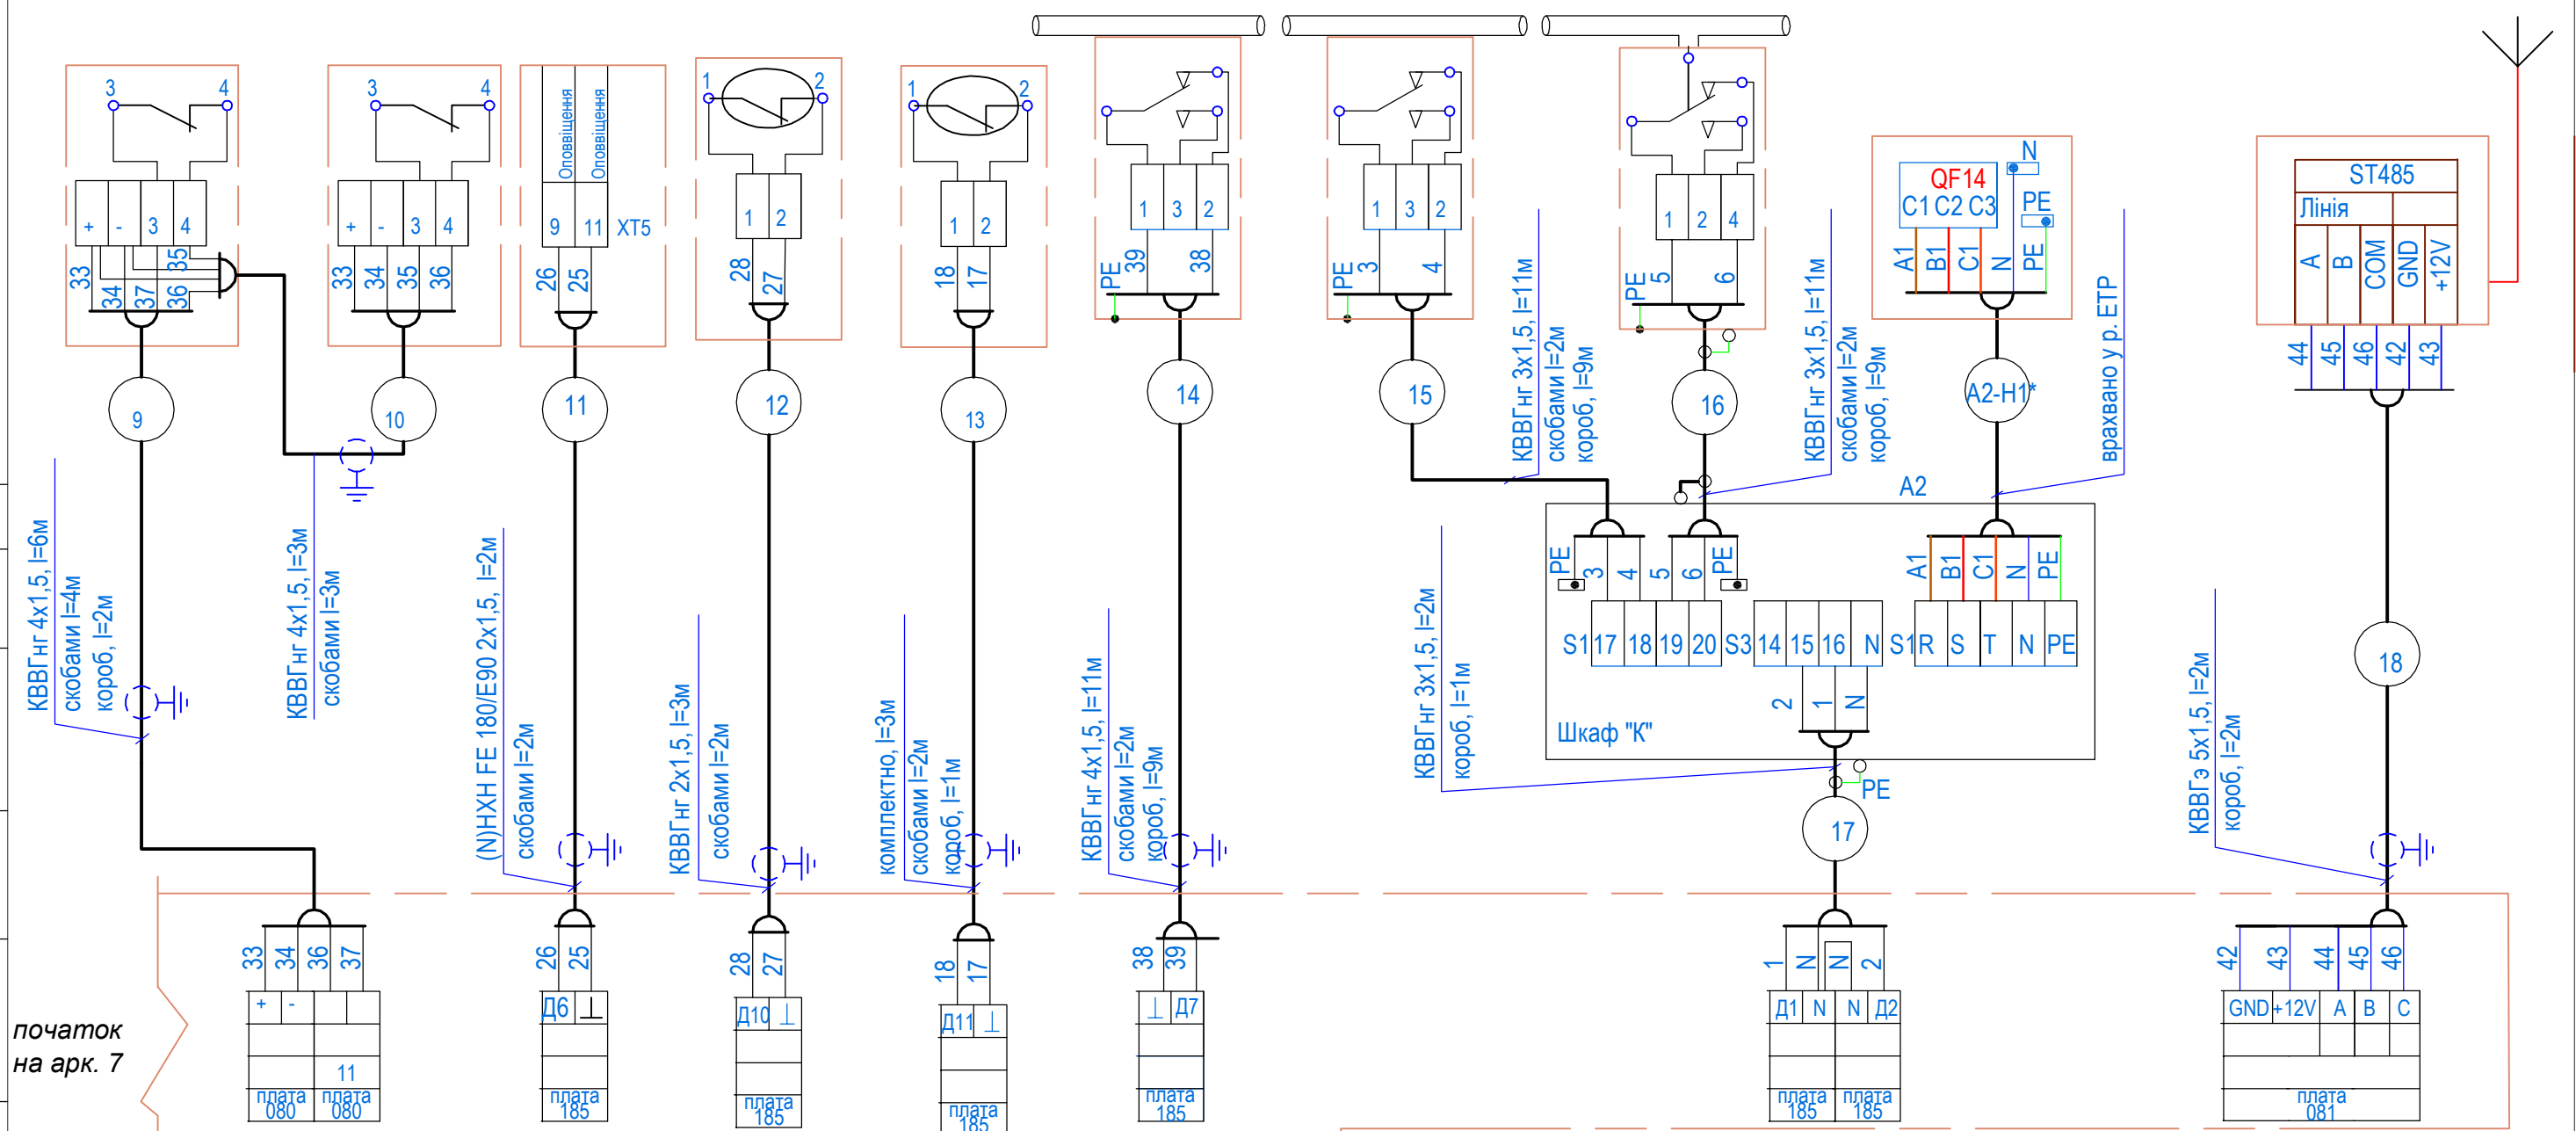 3 4
+ - 3 4
33 34 37 36 35
9
КВВГнг 4х1,5, l=6м
скобами l=4м
короб, l=2м
3 4
+ - 3 4
33 34 35 36
10
КВВГнг 4х1,5, l=3м
скобами l=3м
Оповіщення
Оповіщення
9 11 ХТ5
26 25
11
(N)HXH FE 180/E90 2х1,5, l=2м
скобами l=2м
1 2
1 2
28 27
12
КВВГнг 2х1,5, l=3м
скобами l=2м
1 2
1 2
18 17
13
комплектно, l=3м
скобами l=2м
короб, l=1м
1 3 2
PE 39 38
14
КВВГнг 4х1,5, l=11м
скобами l=2м
короб, l=9м
1 3 2
PE 3 4
15
КВВГнг 3х1,5, l=11м
скобами l=2м
короб, l=9м
1 2 4
PE 5 6
16
КВВГнг 3х1,5, l=11м
скобами l=2м
короб, l=9м
N
QF14
C1 C2 C3 PE
A1 B1 C1 N PE
А2-Н1*
врахвано у р. ЕТР
A2
PE 3 4 5 6 PE A1 B1 C1 N PE
S1 17 18 19 20 S3 14 15 16 N S1 R S T N PE
2 1 N
Шкаф "К"
КВВГнг 3х1,5, l=2м
короб, l=1м
PE
17
ST485
Лінія
A B COM GND +12V
44 45 46 42 43
18
КВВГэ 5х1,5, l=2м
короб, l=2м
початок
на арк. 7
33 34 36 37
+ -
11
плата плата
080 080
26 25
Д6 ⊥
плата
185
28 27
Д10 ⊥
плата
185
18 17
Д11 ⊥
плата
185
38 39
⊥ Д7
плата
185
1 N N 2
Д1 N N Д2
плата плата
185 185
42 43 44 45 46
GND +12V A B C
плата
081